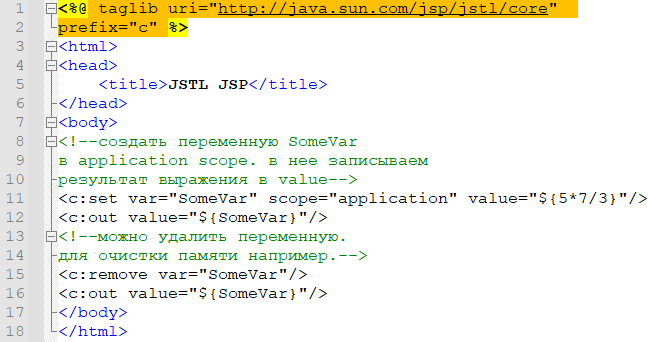 1 <%@ taglib uri="http://java.sun.com/jsp/jstl/core"
2 prefix="c" %>
3 <html>
4 <head>
5     <title>JSTL JSP</title>
6 </head>
7 <body>
8 <!--создать переменную SomeVar
9 в application scope. в нее записываем
10 результат выражения в value-->
11 <c:set var="SomeVar" scope="application" value="${5*7/3}"/>
12 <c:out value="${SomeVar}"/>
13 <!--можно удалить переменную.
14 для очистки памяти например.-->
15 <c:remove var="SomeVar"/>
16 <c:out value="${SomeVar}"/>
17 </body>
18 </html>